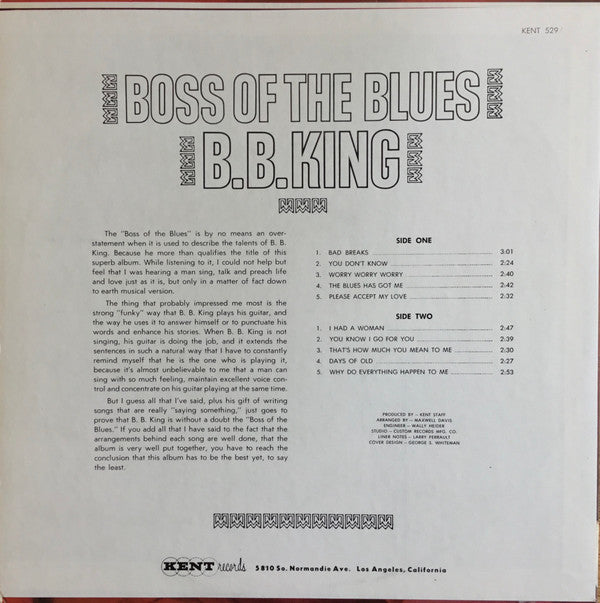 KENT 529
BOSS OF THE BLUES
B.B.KING
The "Boss of the Blues" is by no means an over-
statement when it is used to describe the talents of B. B.
King. Because he more than qualifies the title of this
superb album. While listening to it, I could not help but
feel that I was hearing a man sing, talk and preach life
and love just as it is, but only in a matter of fact down
to earth musical version.
The thing that probably impressed me most is the
strong "funky" way that B. B. King plays his guitar, and
the way he uses it to answer himself or to punctuate his
words and enhance his stories. When B. B. King is not
singing, his guitar is doing the job, and it extends the
sentences in such a natural way that I have to constantly
remind myself that he is the one who is playing it,
because it's almost unbelievable to me that a man can
sing with so much feeling, maintain excellent voice con-
trol and concentrate on his guitar playing at the same time.
But I guess all that I've said, plus his gift of writing
songs that are really "saying something," just goes to
prove that B. B. King is without a doubt the "Boss of the
Blues." If you add all that I have said to the fact that the
arrangements behind each song are well done, that the
album is very well put together, you have to reach the
conclusion that this album has to be the best yet, to say
the least.
SIDE ONE
1. BAD BREAKS 3:01
2. YOU DON'T KNOW 2:24
3. WORRY WORRY WORRY 2:40
4. THE BLUES HAS GOT ME 2:42
5. PLEASE ACCEPT MY LOVE 2:32
SIDE TWO
1. I HAD A WOMAN 2:47
2. YOU KNOW I GO FOR YOU 2:39
3. THAT'S HOW MUCH YOU MEAN TO ME 2:30
4. DAYS OF OLD 2:27
5. WHY DO EVERYTHING HAPPEN TO ME 2:53
PRODUCED BY – KENT STAFF
ARRANGED BY – MAXWELL DAVIS
ENGINEER – WALLY HEIDER
STUDIO – CUSTOM RECORDS MFG. CO.
LINER NOTES – LARRY PERRAULT
COVER DESIGN – GEORGE S. WHITEMAN
KENT records 5810 So. Normandie Ave. Los Angeles, California